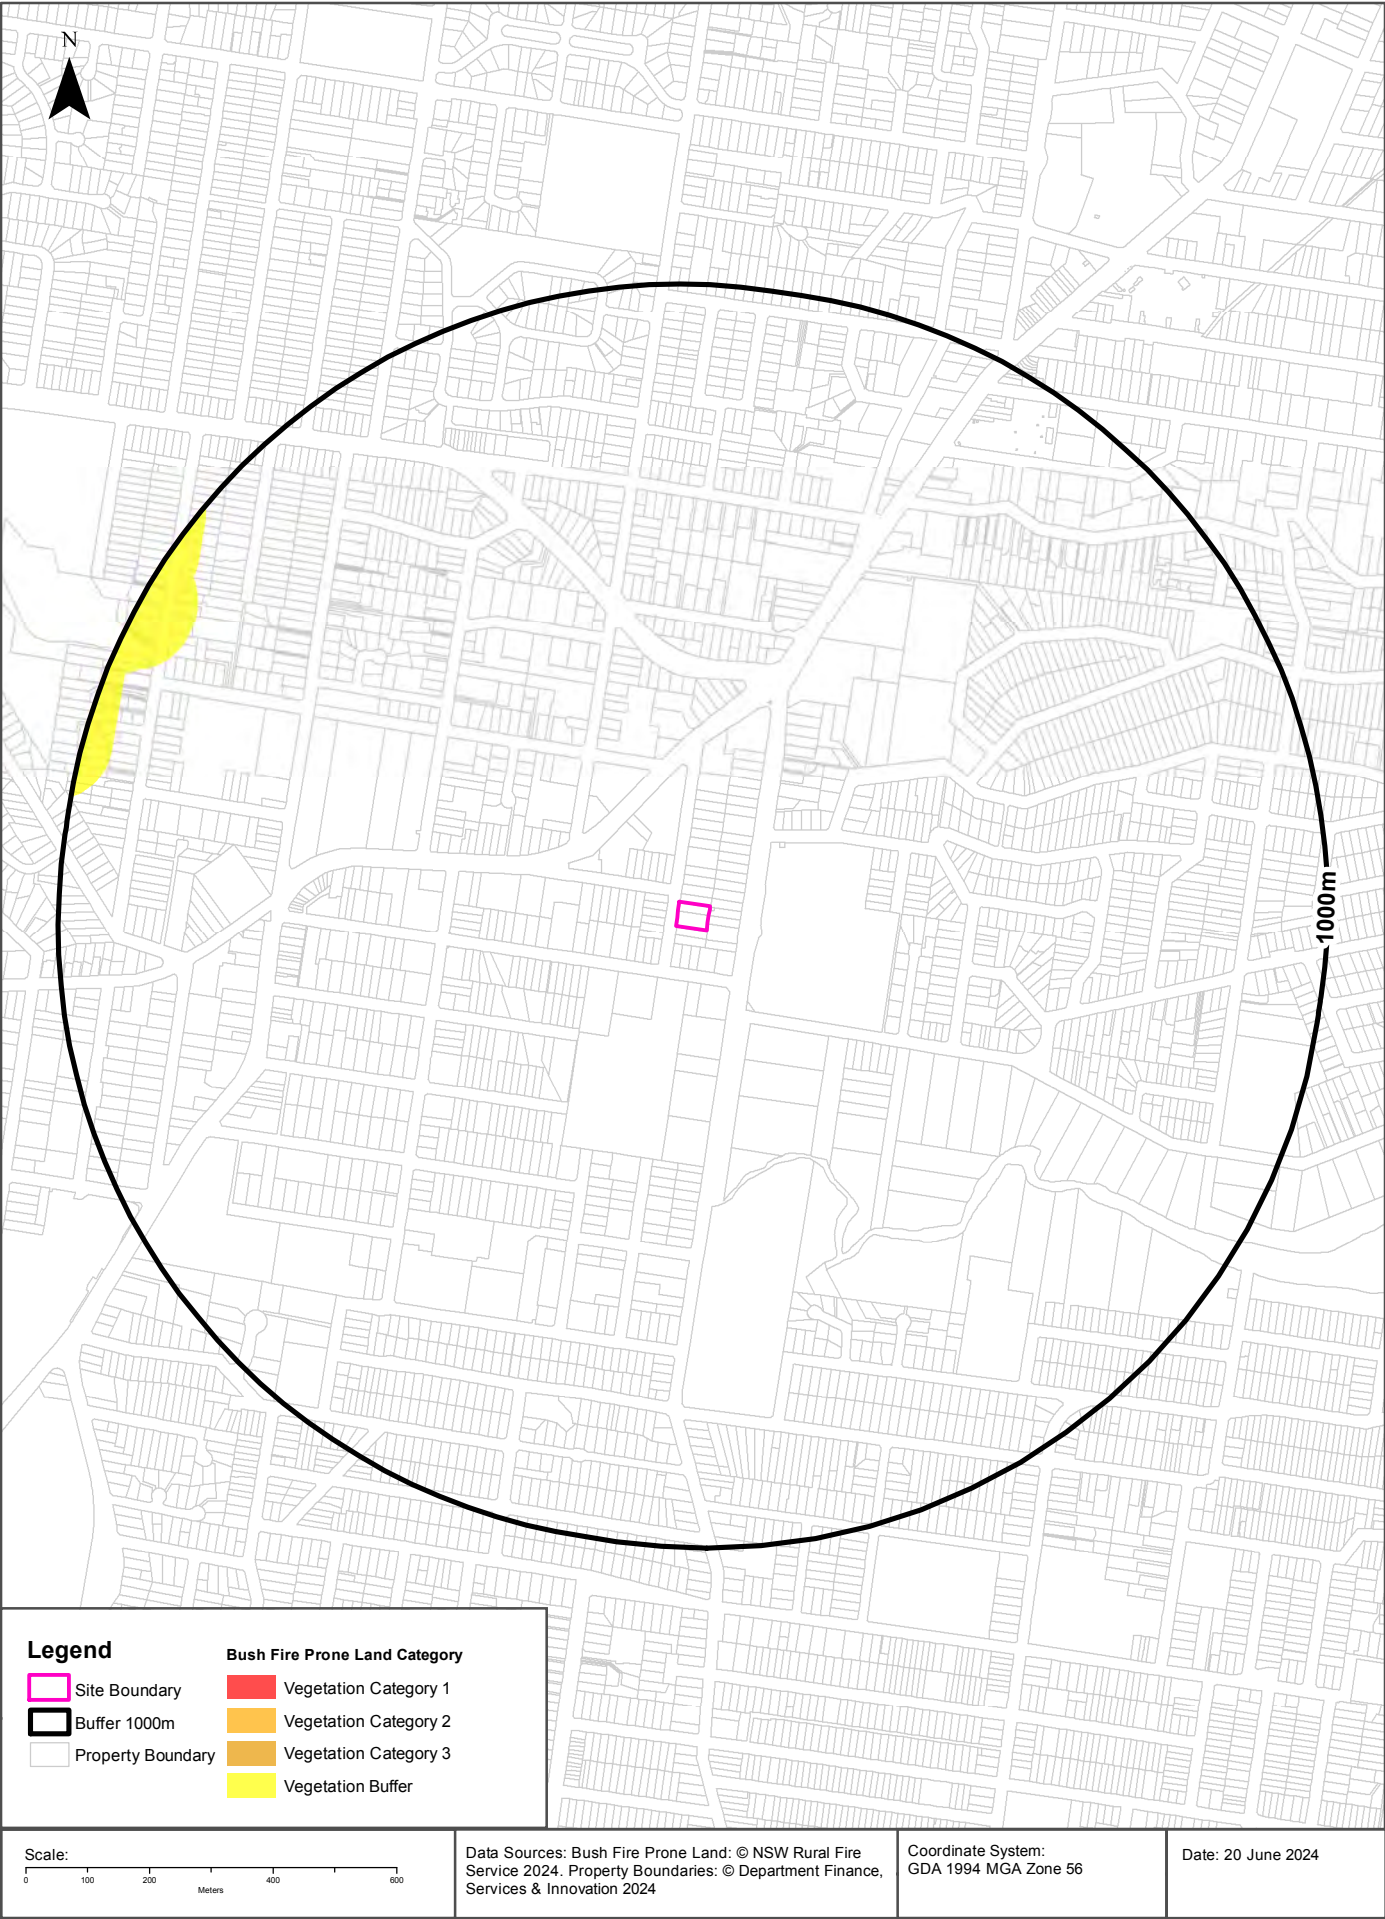 N
1000m
Legend
Site Boundary
Buffer 1000m
Property Boundary
Bush Fire Prone Land Category
Vegetation Category 1
Vegetation Category 2
Vegetation Category 3
Vegetation Buffer
Scale:
0 100 200 400 600
Meters
Data Sources: Bush Fire Prone Land: © NSW Rural Fire
Service 2024. Property Boundaries: © Department Finance,
Services & Innovation 2024
Coordinate System:
GDA 1994 MGA Zone 56
Date: 20 June 2024